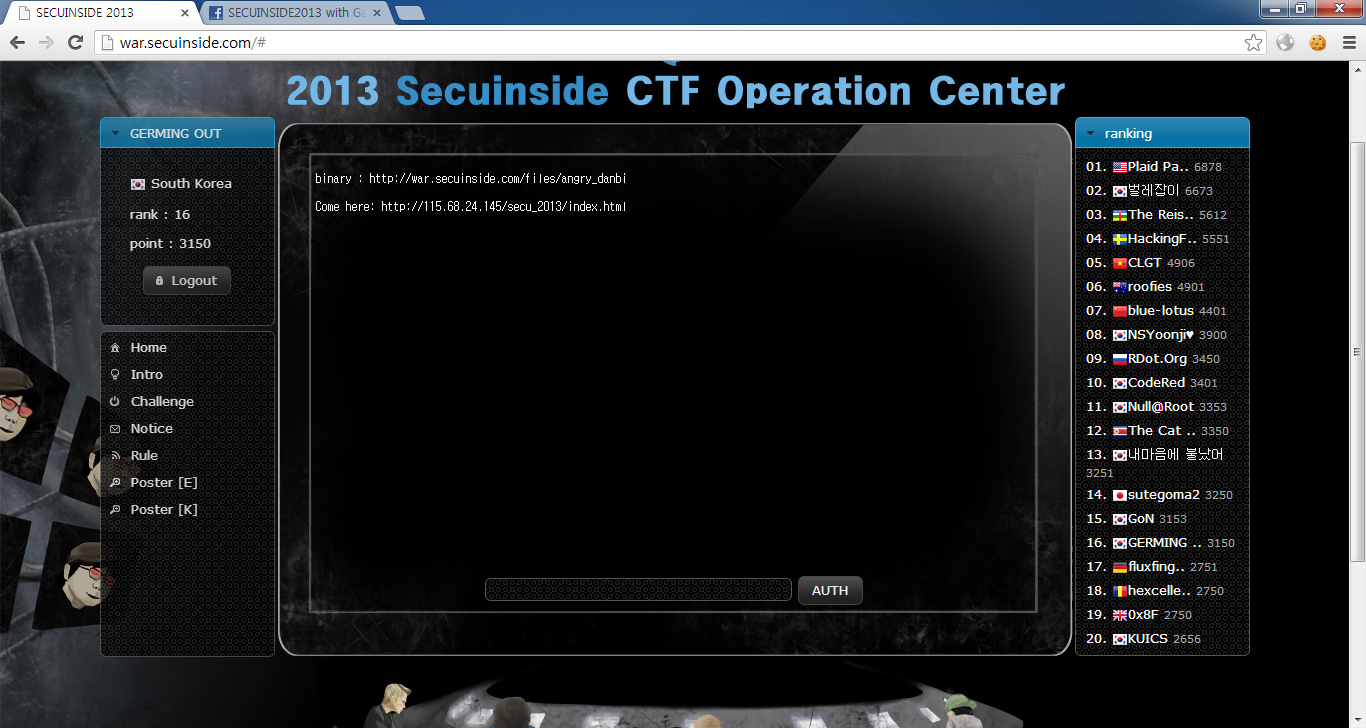 SECUINSIDE 2013
SECUINSIDE2013 with Ga
war.secuinside.com/#
2013 Secuinside CTF Operation Center
GERMING OUT
South Korea
rank : 16
point : 3150
Logout
Home
Intro
Challenge
Notice
Rule
Poster [E]
Poster [K]
binary : http://war.secuinside.com/files/angry_danbi
Come here: http://115.68.24.145/secu_2013/index.html
AUTH
ranking
01. Plaid Pa.. 6878
02. 벌레잡이 6673
03. The Reis.. 5612
04. HackingF.. 5551
05. CLGT 4906
06. roofies 4901
07. blue-lotus 4401
08. NSYoonji♥ 3900
09. RDot.Org 3450
10. CodeRed 3401
11. Null@Root 3353
12. The Cat .. 3350
13. 내마음에 불났어
3251
14. sutegoma2 3250
15. GoN 3153
16. GERMING .. 3150
17. fluxfing.. 2751
18. hexcelle.. 2750
19. 0x8F 2750
20. KUICS 2656